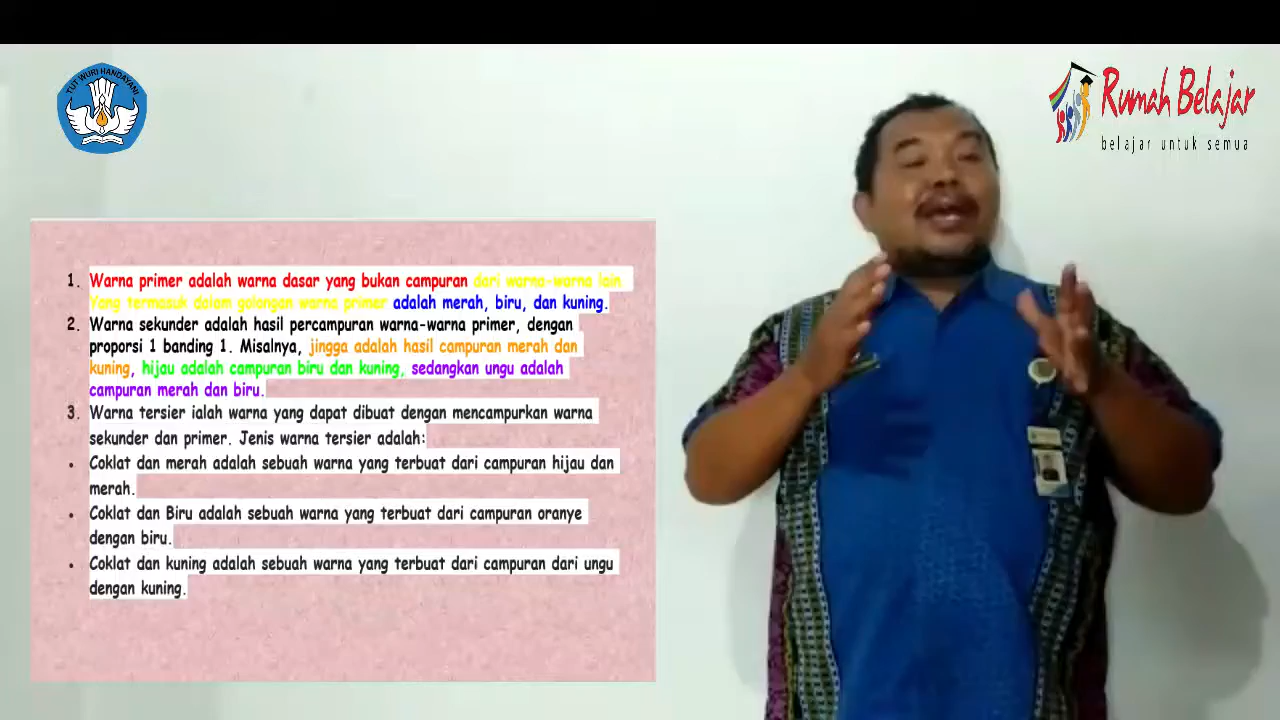 TUT WURI HANDAYANI
Rumah Belajar
belajar untuk semua
1. Warna primer adalah warna dasar yang bukan campuran dari warna-warna lain
Yang termasuk dalam golongan warna primer adalah merah, biru, dan kuning.
2. Warna sekunder adalah hasil percampuran warna-warna primer, dengan
proporsi 1 banding 1. Misalnya, jingga adalah hasil campuran merah dan
kuning, hijau adalah campuran biru dan kuning, sedangkan ungu adalah
campuran merah dan biru.
3. Warna tersier ialah warna yang dapat dibuat dengan mencampurkan warna
sekunder dan primer. Jenis warna tersier adalah:
• Coklat dan merah adalah sebuah warna yang terbuat dari campuran hijau dan
merah.
• Coklat dan Biru adalah sebuah warna yang terbuat dari campuran oranye
dengan biru.
• Coklat dan kuning adalah sebuah warna yang terbuat dari campuran dari ungu
dengan kuning.